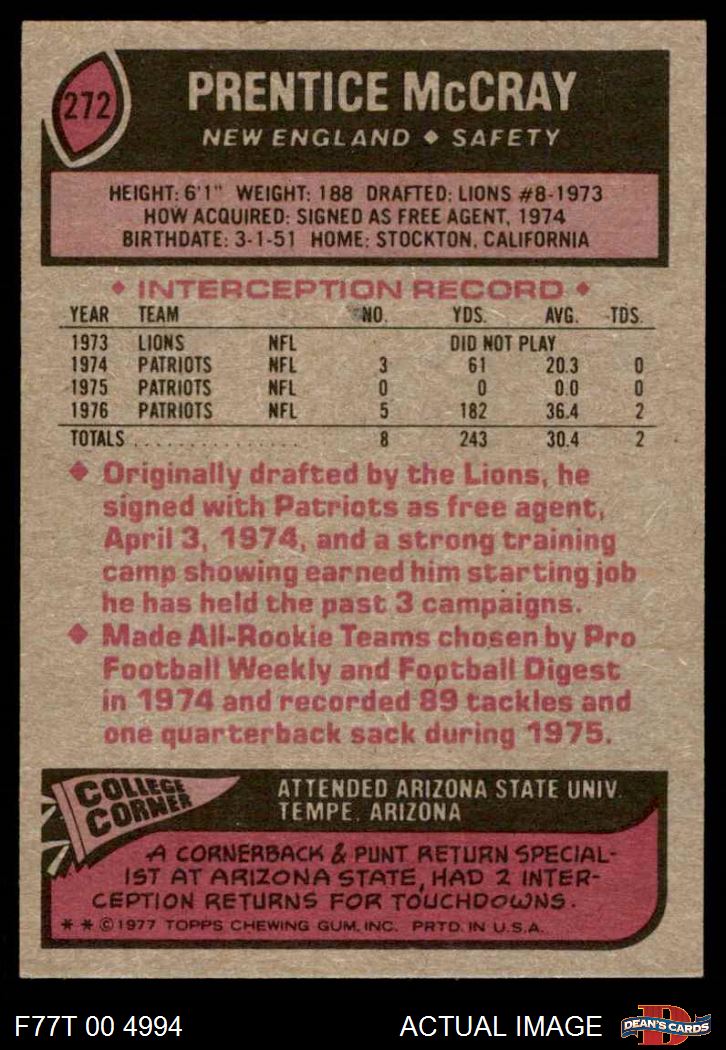 272
PRENTICE McCRAY
NEW ENGLAND ◆ SAFETY
HEIGHT: 6'1" WEIGHT: 188 DRAFTED: LIONS #8-1973
HOW ACQUIRED: SIGNED AS FREE AGENT, 1974
BIRTHDATE: 3-1-51 HOME: STOCKTON, CALIFORNIA
◆ INTERCEPTION RECORD ◆
YEAR TEAM NO. YDS. AVG. TDS.
1973 LIONS NFL DID NOT PLAY
1974 PATRIOTS NFL 3 61 20.3 0
1975 PATRIOTS NFL 0 0 0.0 0
1976 PATRIOTS NFL 5 182 36.4 2
TOTALS . . . . . . . . . . . . . . . . 8 243 30.4 2
◆ Originally drafted by the Lions, he
signed with Patriots as free agent,
April 3, 1974, and a strong training
camp showing earned him starting job
he has held the past 3 campaigns.
◆ Made All-Rookie Teams chosen by Pro
Football Weekly and Football Digest
in 1974 and recorded 89 tackles and
one quarterback sack during 1975.
COLLEGE
CORNER
ATTENDED ARIZONA STATE UNIV.
TEMPE, ARIZONA
A CORNERBACK & PUNT RETURN SPECIAL-
IST AT ARIZONA STATE, HAD 2 INTER-
CEPTION RETURNS FOR TOUCHDOWNS.
* * © 1977 TOPPS CHEWING GUM, INC. PRTD. IN U.S.A.
F77T 00 4994
ACTUAL IMAGE
D
DEAN'S CARDS